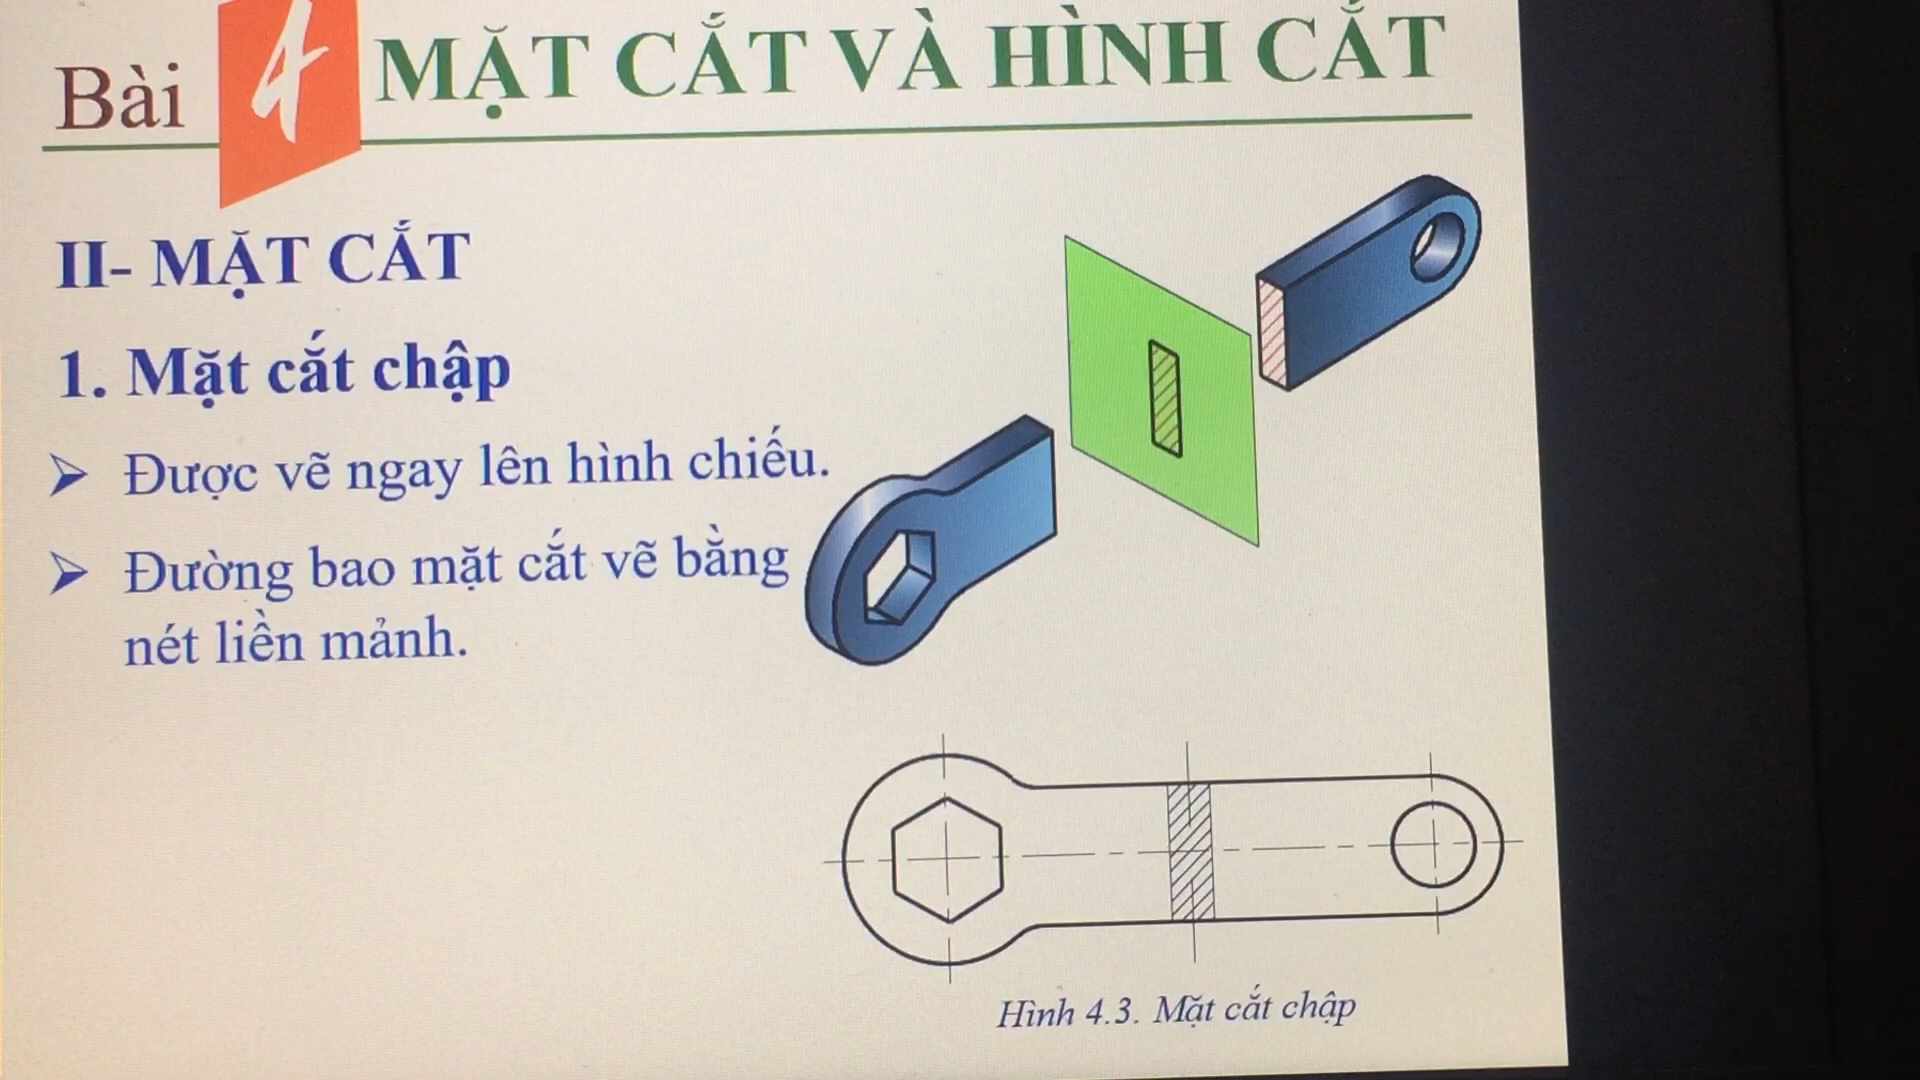 Bài 4 MẶT CẮT VÀ HÌNH CẮT
II- MẶT CẮT
1. Mặt cắt chập
➢ Được vẽ ngay lên hình chiếu.
➢ Đường bao mặt cắt vẽ bằng
nét liền mảnh.
Hình 4.3. Mặt cắt chập